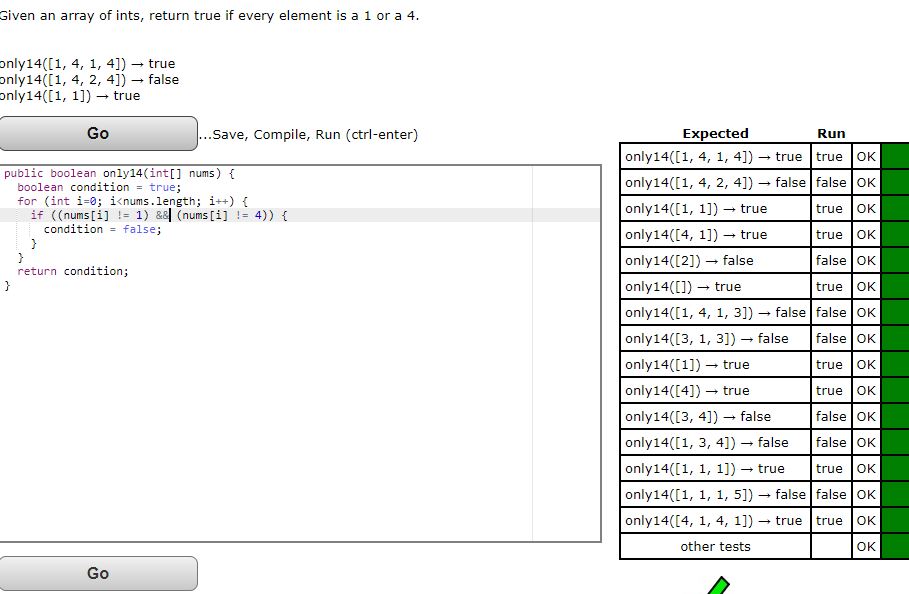 Given an array of ints, return true if every element is a 1 or a 4.
only14([1, 4, 1, 4]) → true
only14([1, 4, 2, 4]) → false
only14([1, 1]) → true
Go
...Save, Compile, Run (ctrl-enter)
public boolean only14(int[] nums) {
boolean condition = true;
for (int i=0; i<nums.length; i++) {
if ((nums[i] != 1) && (nums[i] != 4)) {
condition = false;
}
}
return condition;
}
Go
Expected Run
only14([1, 4, 1, 4]) → true true OK
only14([1, 4, 2, 4]) → false false OK
only14([1, 1]) → true true OK
only14([4, 1]) → true true OK
only14([2]) → false false OK
only14([]) → true true OK
only14([1, 4, 1, 3]) → false false OK
only14([3, 1, 3]) → false false OK
only14([1]) → true true OK
only14([4]) → true true OK
only14([3, 4]) → false false OK
only14([1, 3, 4]) → false false OK
only14([1, 1, 1]) → true true OK
only14([1, 1, 1, 5]) → false false OK
only14([4, 1, 4, 1]) → true true OK
other tests OK